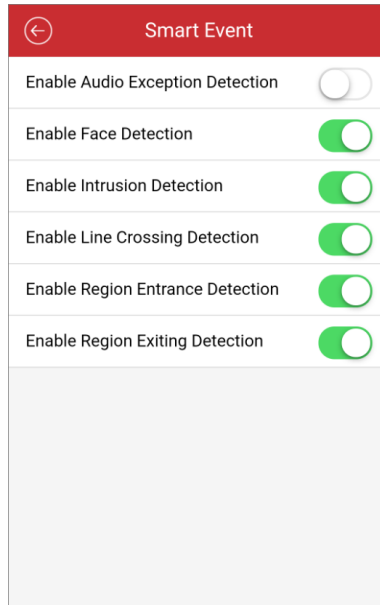 Smart Event
Enable Audio Exception Detection
Enable Face Detection
Enable Intrusion Detection
Enable Line Crossing Detection
Enable Region Entrance Detection
Enable Region Exiting Detection